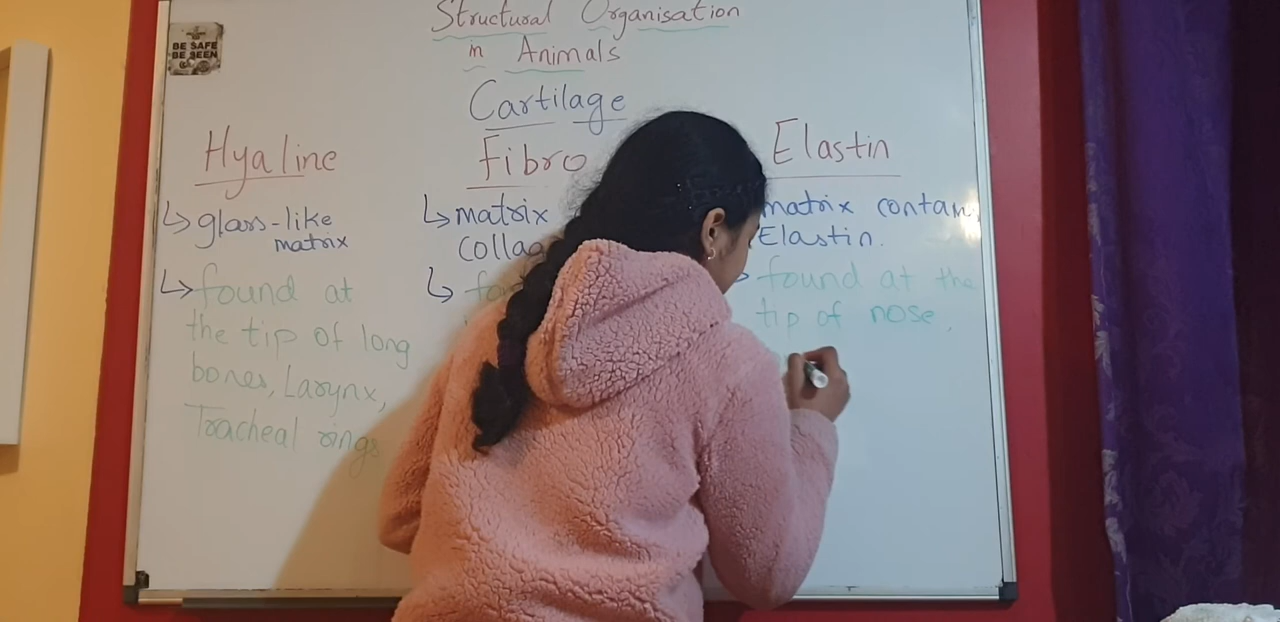 Structural Organisation
in Animals
Cartilage
Hyaline
↳ glass-like
matrix
↳ found at
the tip of long
bones, Larynx,
Tracheal rings
Fibro
↳ matrix
↳
Elastin
matrix contain
Elastin.
found at the
tip of nose,
BE SAFE
BE SEEN